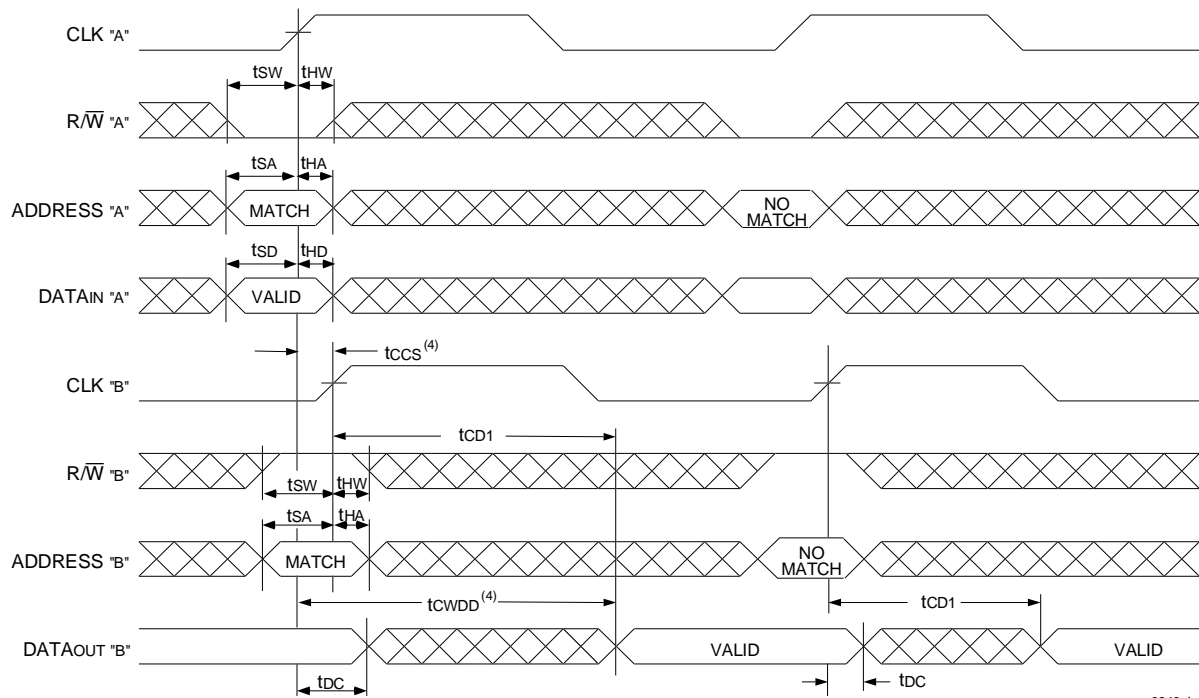 CLK "A"
tSW tHW
R/W̅ "A"
tSA tHA
ADDRESS "A" MATCH NO MATCH
tSD tHD
DATAIN "A" VALID
tCCS(4)
CLK "B"
tCD1
R/W̅ "B"
tSW tHW
tSA tHA
ADDRESS "B" MATCH NO MATCH
tCWDD(4) tCD1
DATAOUT "B" VALID VALID
tDC tDC